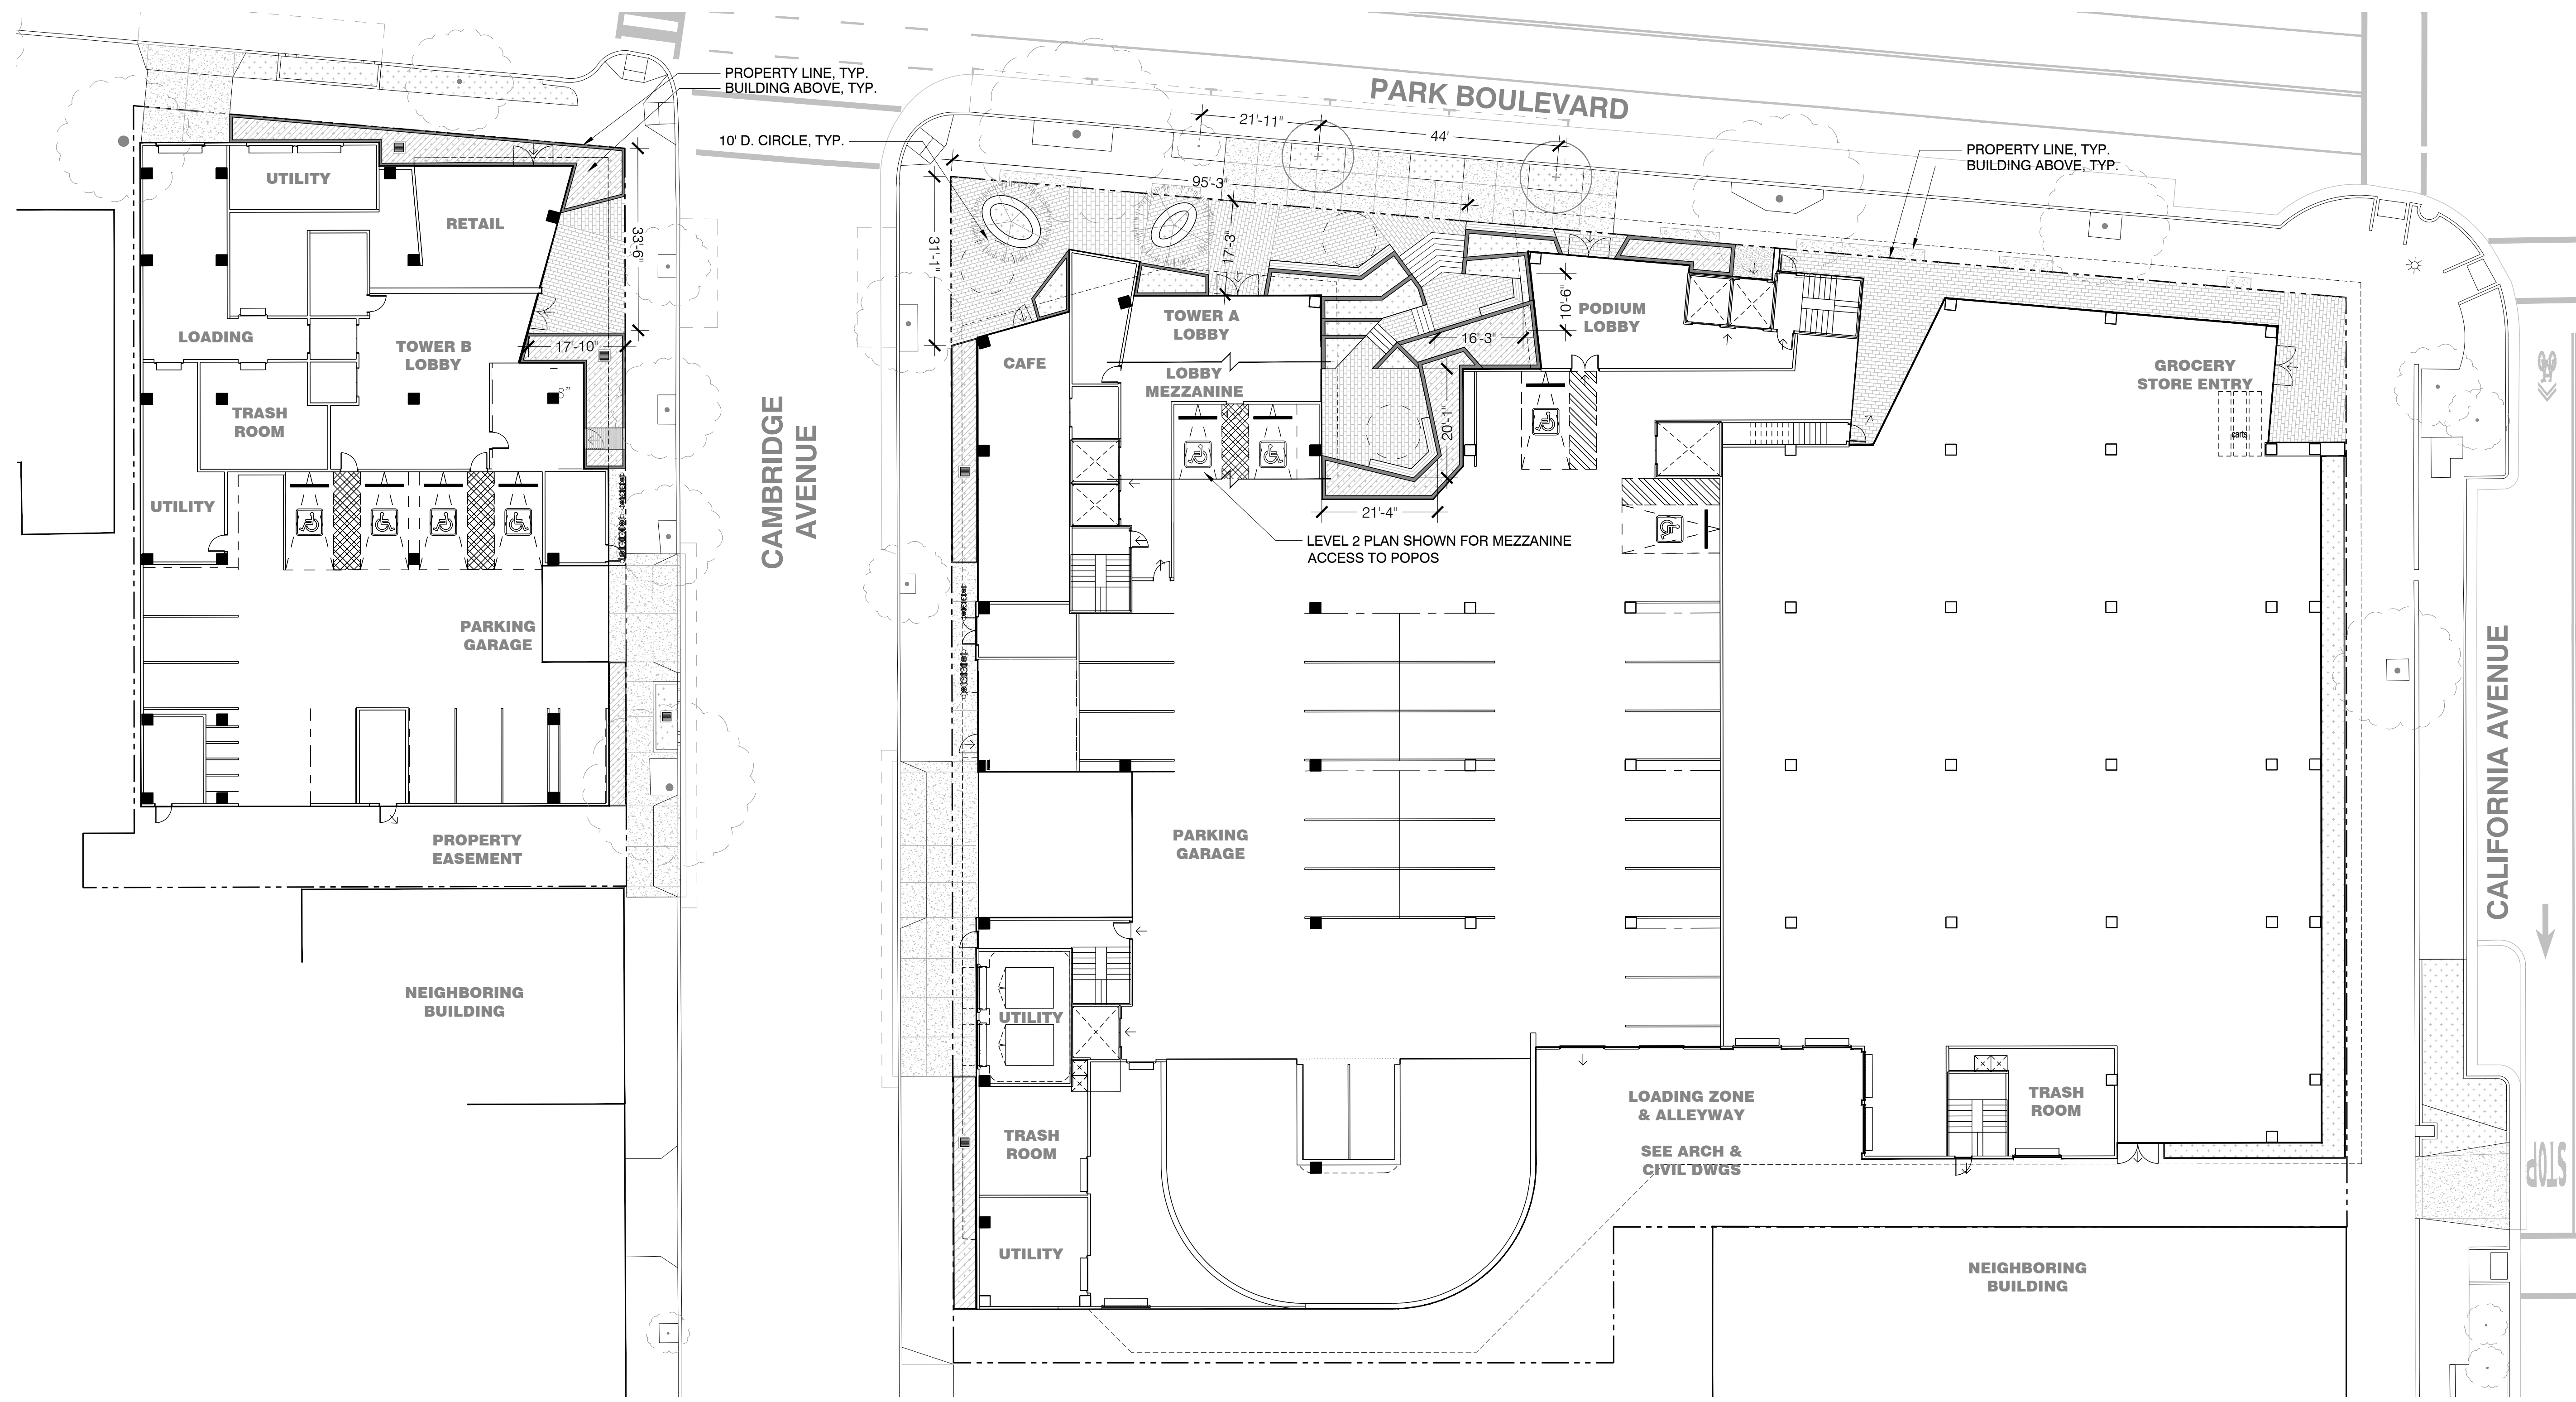 PARK BOULEVARD
PROPERTY LINE, TYP.
BUILDING ABOVE, TYP.
10' D. CIRCLE, TYP.
21'-11"
44'
95'-3"
PROPERTY LINE, TYP.
BUILDING ABOVE, TYP.
UTILITY
RETAIL
33'-6"
LOADING
TOWER B
LOBBY
17'-10"
8"
TRASH
ROOM
UTILITY
PARKING
GARAGE
PROPERTY
EASEMENT
NEIGHBORING
BUILDING
CAMBRIDGE
AVENUE
31'-1"
17'-3"
CAFE
TOWER A
LOBBY
LOBBY
MEZZANINE
10'-6"
PODIUM
LOBBY
16'-3"
20'-1"
21'-4"
LEVEL 2 PLAN SHOWN FOR MEZZANINE
ACCESS TO POPOS
GROCERY
STORE ENTRY
carts
PARKING
GARAGE
UTILITY
TRASH
ROOM
UTILITY
LOADING ZONE
& ALLEYWAY
SEE ARCH &
CIVIL DWGS
TRASH
ROOM
NEIGHBORING
BUILDING
CALIFORNIA AVENUE
STOP